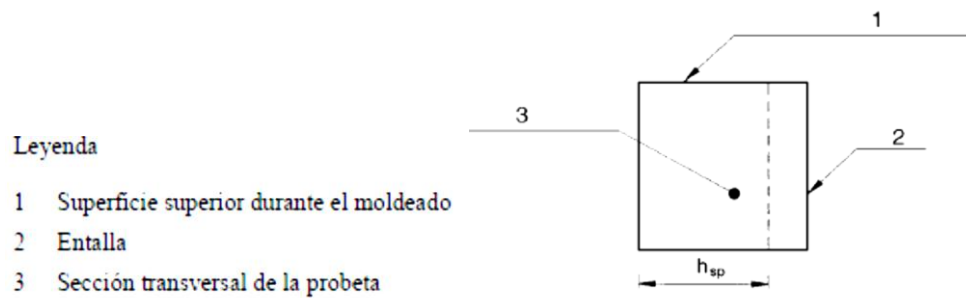 1
3
2
Leyenda
1 Superficie superior durante el moldeado
2 Entalla
3 Sección transversal de la probeta
hsp